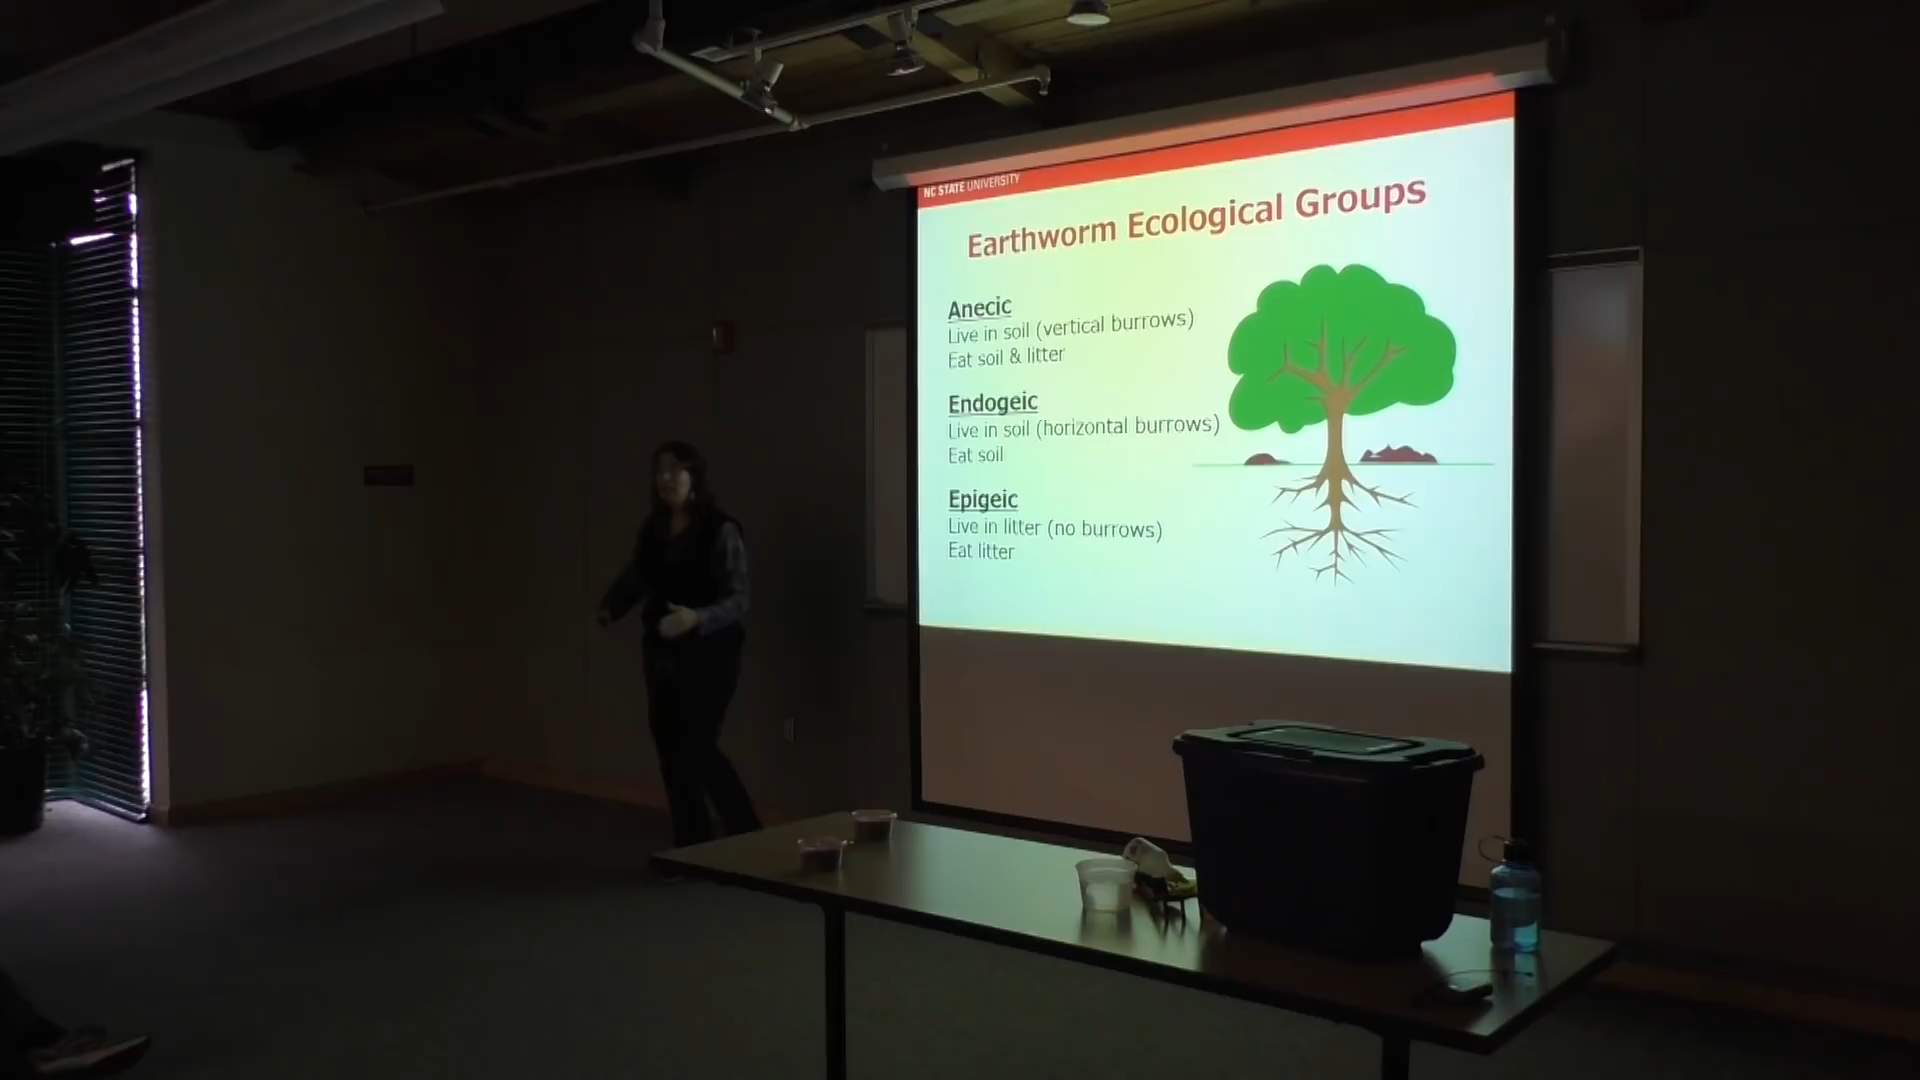 NC STATE UNIVERSITY
Earthworm Ecological Groups
Anecic
Live in soil (vertical burrows)
Eat soil & litter
Endogeic
Live in soil (horizontal burrows)
Eat soil
Epigeic
Live in litter (no burrows)
Eat litter